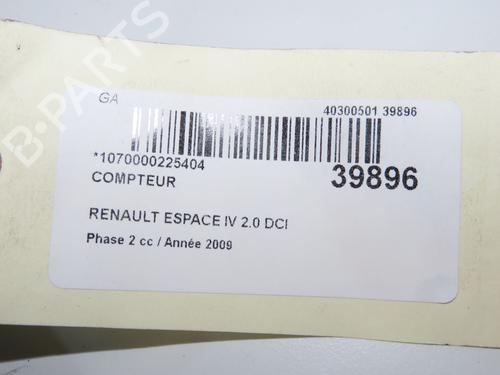 B-PARTS
GA
40300501 39896
*1070000225404
39896
COMPTEUR
RENAULT ESPACE IV 2.0 DCI
Phase 2 cc / Année 2009